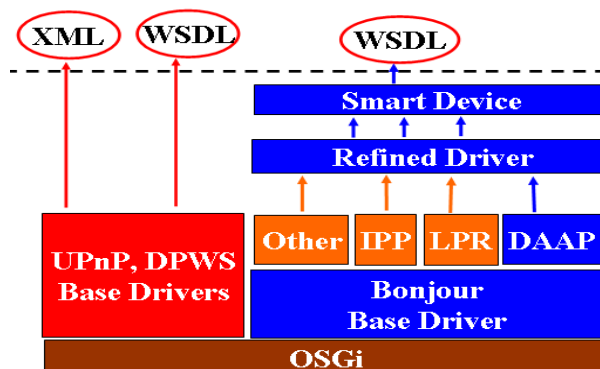 XML
WSDL
WSDL
Smart Device
Refined Driver
Other
IPP
LPR
DAAP
UPnP, DPWS
Base Drivers
Bonjour
Base Driver
OSGi